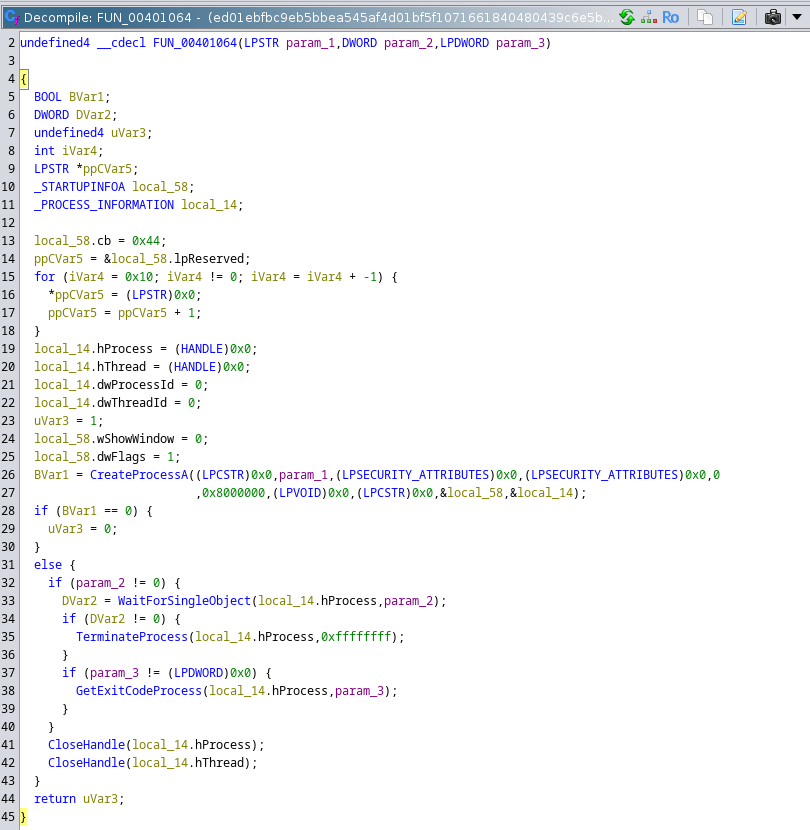 Decompile: FUN_00401064 - (ed01ebfbc9eb5bbea545af4d01bf5f1071661840480439c6e5b... Ro
2 undefined4 __cdecl FUN_00401064(LPSTR param_1,DWORD param_2,LPDWORD param_3)
3
4 {
5   BOOL BVar1;
6   DWORD DVar2;
7   undefined4 uVar3;
8   int iVar4;
9   LPSTR *ppCVar5;
10   _STARTUPINFOA local_58;
11   _PROCESS_INFORMATION local_14;
12
13   local_58.cb = 0x44;
14   ppCVar5 = &local_58.lpReserved;
15   for (iVar4 = 0x10; iVar4 != 0; iVar4 = iVar4 + -1) {
16     *ppCVar5 = (LPSTR)0x0;
17     ppCVar5 = ppCVar5 + 1;
18   }
19   local_14.hProcess = (HANDLE)0x0;
20   local_14.hThread = (HANDLE)0x0;
21   local_14.dwProcessId = 0;
22   local_14.dwThreadId = 0;
23   uVar3 = 1;
24   local_58.wShowWindow = 0;
25   local_58.dwFlags = 1;
26   BVar1 = CreateProcessA((LPCSTR)0x0,param_1,(LPSECURITY_ATTRIBUTES)0x0,(LPSECURITY_ATTRIBUTES)0x0,0
27                          ,0x8000000,(LPVOID)0x0,(LPCSTR)0x0,&local_58,&local_14);
28   if (BVar1 == 0) {
29     uVar3 = 0;
30   }
31   else {
32     if (param_2 != 0) {
33       DVar2 = WaitForSingleObject(local_14.hProcess,param_2);
34       if (DVar2 != 0) {
35         TerminateProcess(local_14.hProcess,0xffffffff);
36       }
37       if (param_3 != (LPDWORD)0x0) {
38         GetExitCodeProcess(local_14.hProcess,param_3);
39       }
40     }
41     CloseHandle(local_14.hProcess);
42     CloseHandle(local_14.hThread);
43   }
44   return uVar3;
45 }